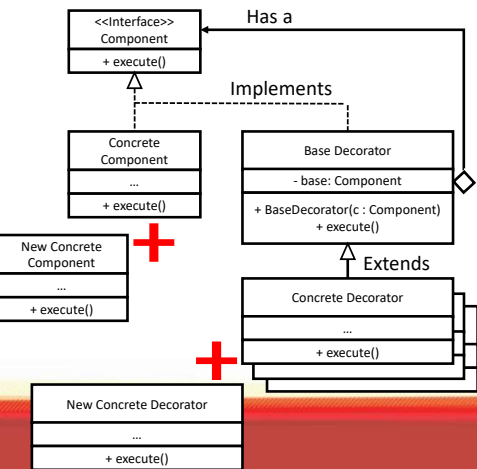 Has a
<<Interface>>
Component
+ execute()
Implements
Concrete
Component
...
+ execute()
Base Decorator
- base: Component
+ BaseDecorator(c : Component)
+ execute()
New Concrete
Component
...
+ execute()
Extends
Concrete Decorator
...
+ execute()
New Concrete Decorator
...
+ execute()